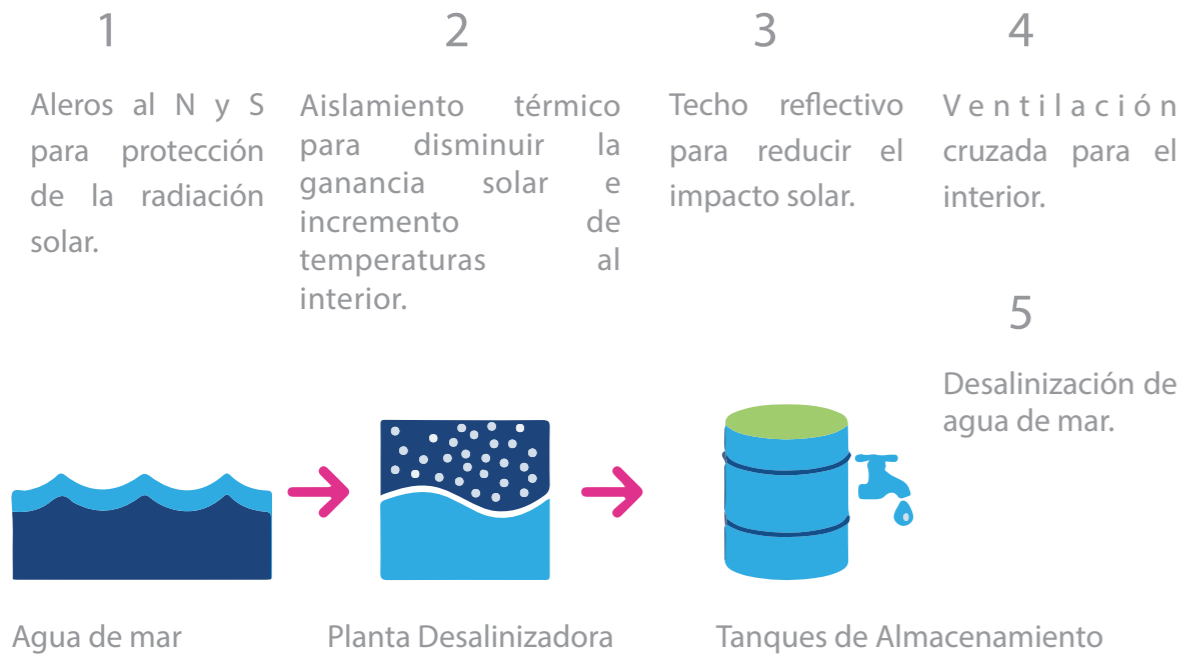 1
Aleros al N y S
para protección
de la radiación
solar.
2
Aislamiento térmico
para disminuir la
ganancia solar e
incremento de
temperaturas al
interior.
3
Techo reflectivo
para reducir el
impacto solar.
4
Ventilación
cruzada para el
interior.
5
Desalinización de
agua de mar.
Agua de mar
Planta Desalinizadora
Tanques de Almacenamiento